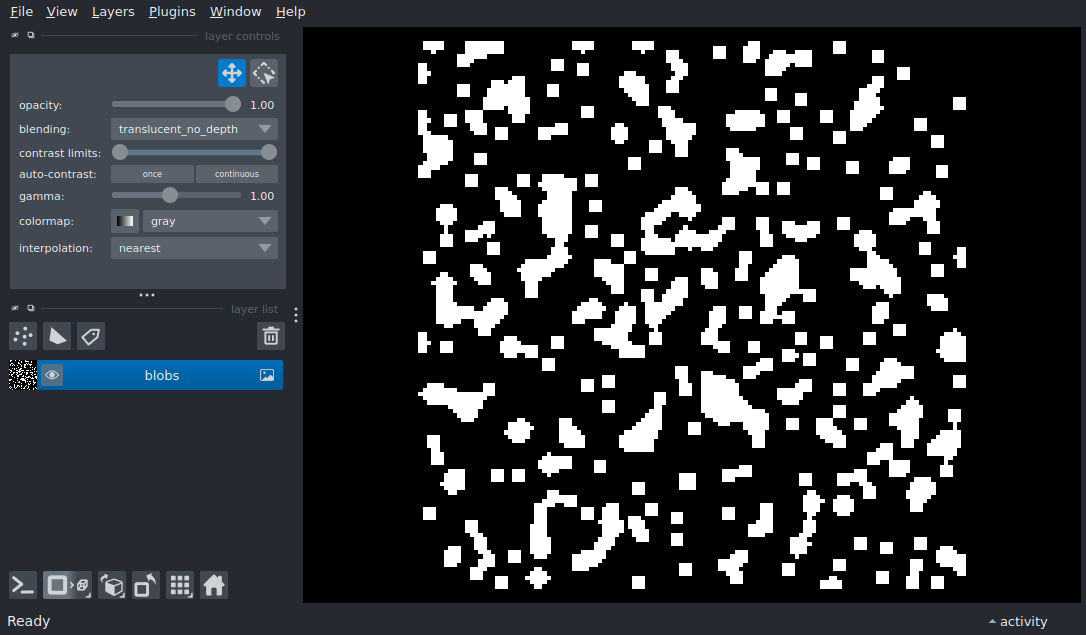 File View Layers Plugins Window Help
layer controls
opacity: 1.00
blending: translucent_no_depth
contrast limits:
auto-contrast: once continuous
gamma: 1.00
colormap: gray
interpolation: nearest
layer list
blobs
Ready activity